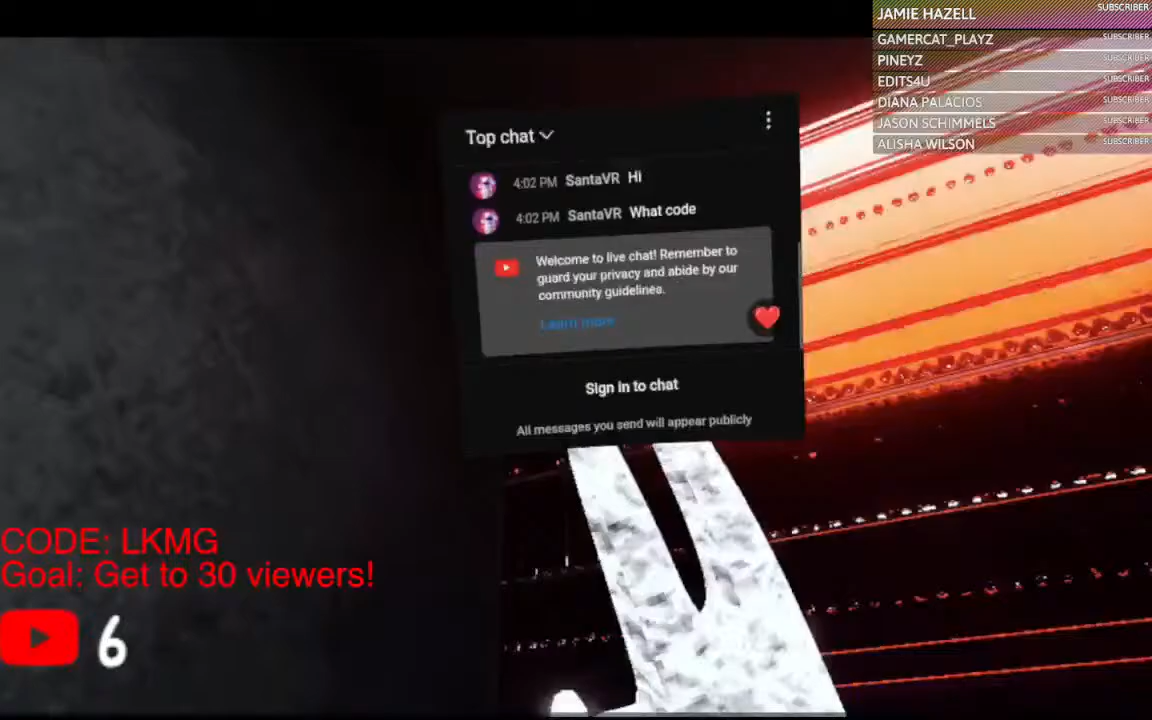 JAMIE HAZELL SUBSCRIBER
GAMERCAT_PLAYZ SUBSCRIBER
PINEYZ SUBSCRIBER
EDITS4U SUBSCRIBER
DIANA PALACIOS SUBSCRIBER
JASON SCHIMMELS SUBSCRIBER
ALISHA WILSON SUBSCRIBER
Top chat
4:02 PM SantaVR Hi
4:02 PM SantaVR What code
Welcome to live chat! Remember to
guard your privacy and abide by our
community guidelines.
Learn more
Sign in to chat
All messages you send will appear publicly
CODE: LKMG
Goal: Get to 30 viewers!
6